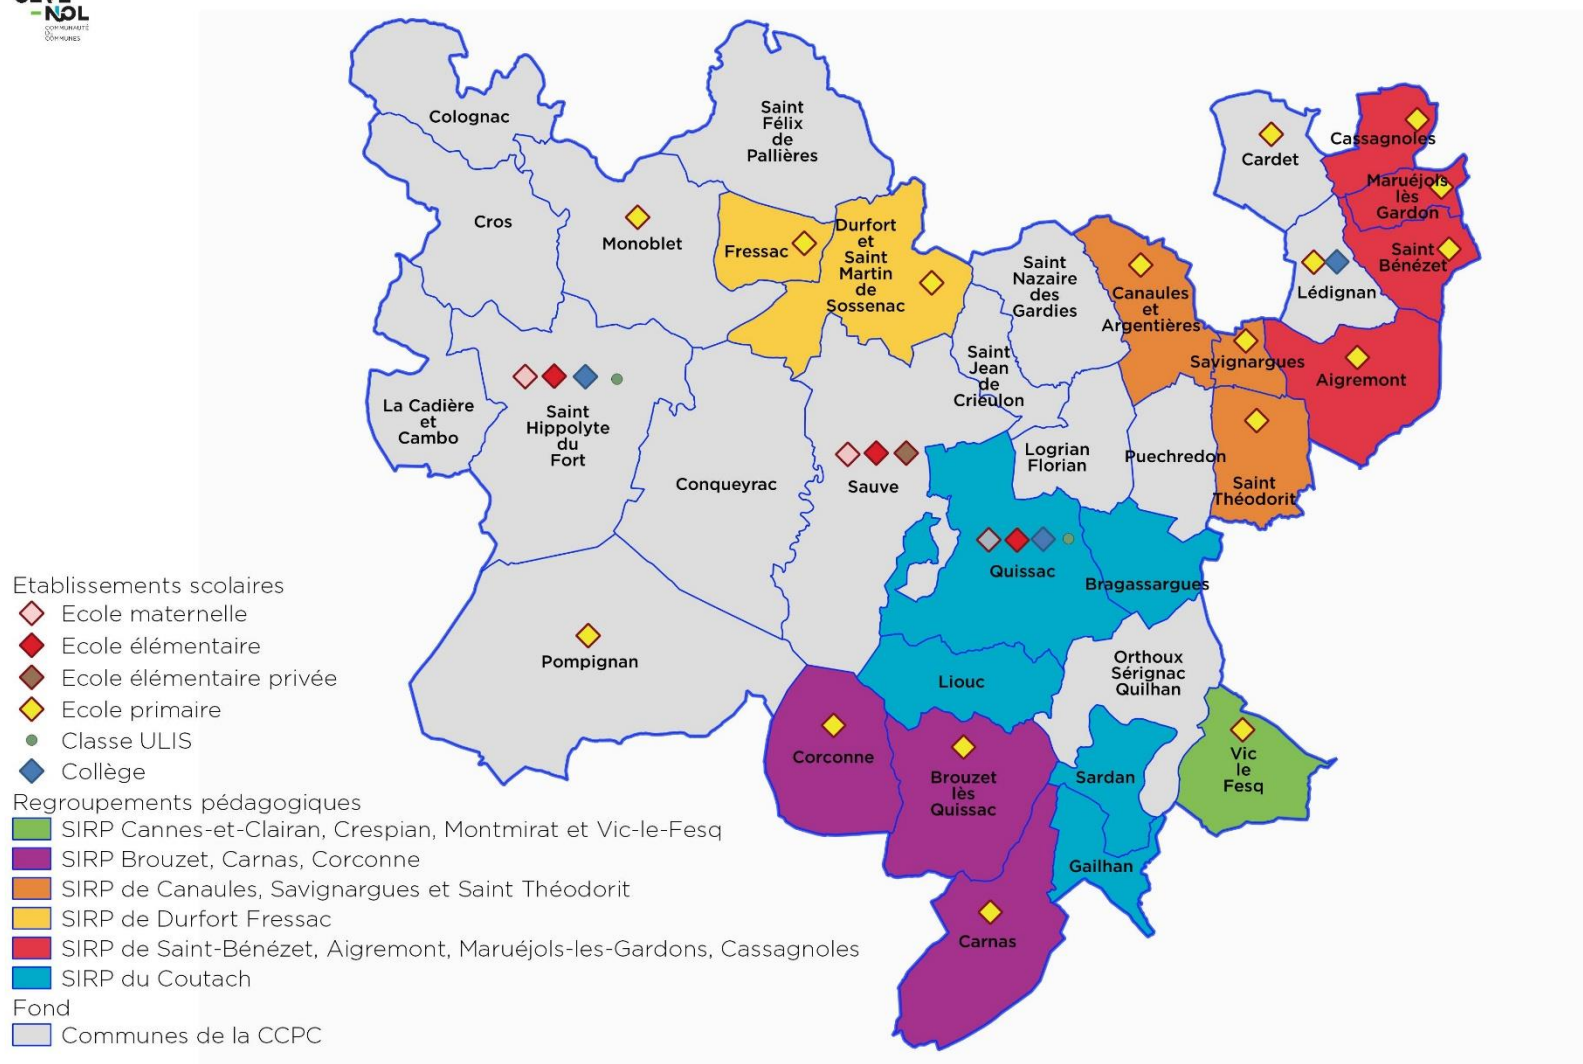 -NOL
COMMUNAUTÉ
DE
COMMUNES
Colognac
Saint
Félix
de
Pallières
Cardet
Cassagnoles
Maruéjols
lès
Gardon
Cros
Monoblet
Fressac
Durfort
et
Saint
Martin
de
Sossenac
Saint
Nazaire
des
Gardies
Canaules
et
Argentières
Lédignan
Saint
Bénézet
Saint
Jean
de
Crieulon
Savignargues
Aigremont
La Cadière
et
Cambo
Saint
Hippolyte
du
Fort
Conqueyrac
Sauve
Logrian
Florian
Puechredon
Saint
Théodorit
Quissac
Bragassargues
Pompignan
Liouc
Orthoux
Sérignac
Quilhan
Corconne
Brouzet
lès
Quissac
Sardan
Vic
le
Fesq
Gailhan
Carnas
Etablissements scolaires
Ecole maternelle
Ecole élémentaire
Ecole élémentaire privée
Ecole primaire
Classe ULIS
Collège
Regroupements pédagogiques
SIRP Cannes-et-Clairan, Crespian, Montmirat et Vic-le-Fesq
SIRP Brouzet, Carnas, Corconne
SIRP de Canaules, Savignargues et Saint Théodorit
SIRP de Durfort Fressac
SIRP de Saint-Bénézet, Aigremont, Maruéjols-les-Gardons, Cassagnoles
SIRP du Coutach
Fond
Communes de la CCPC